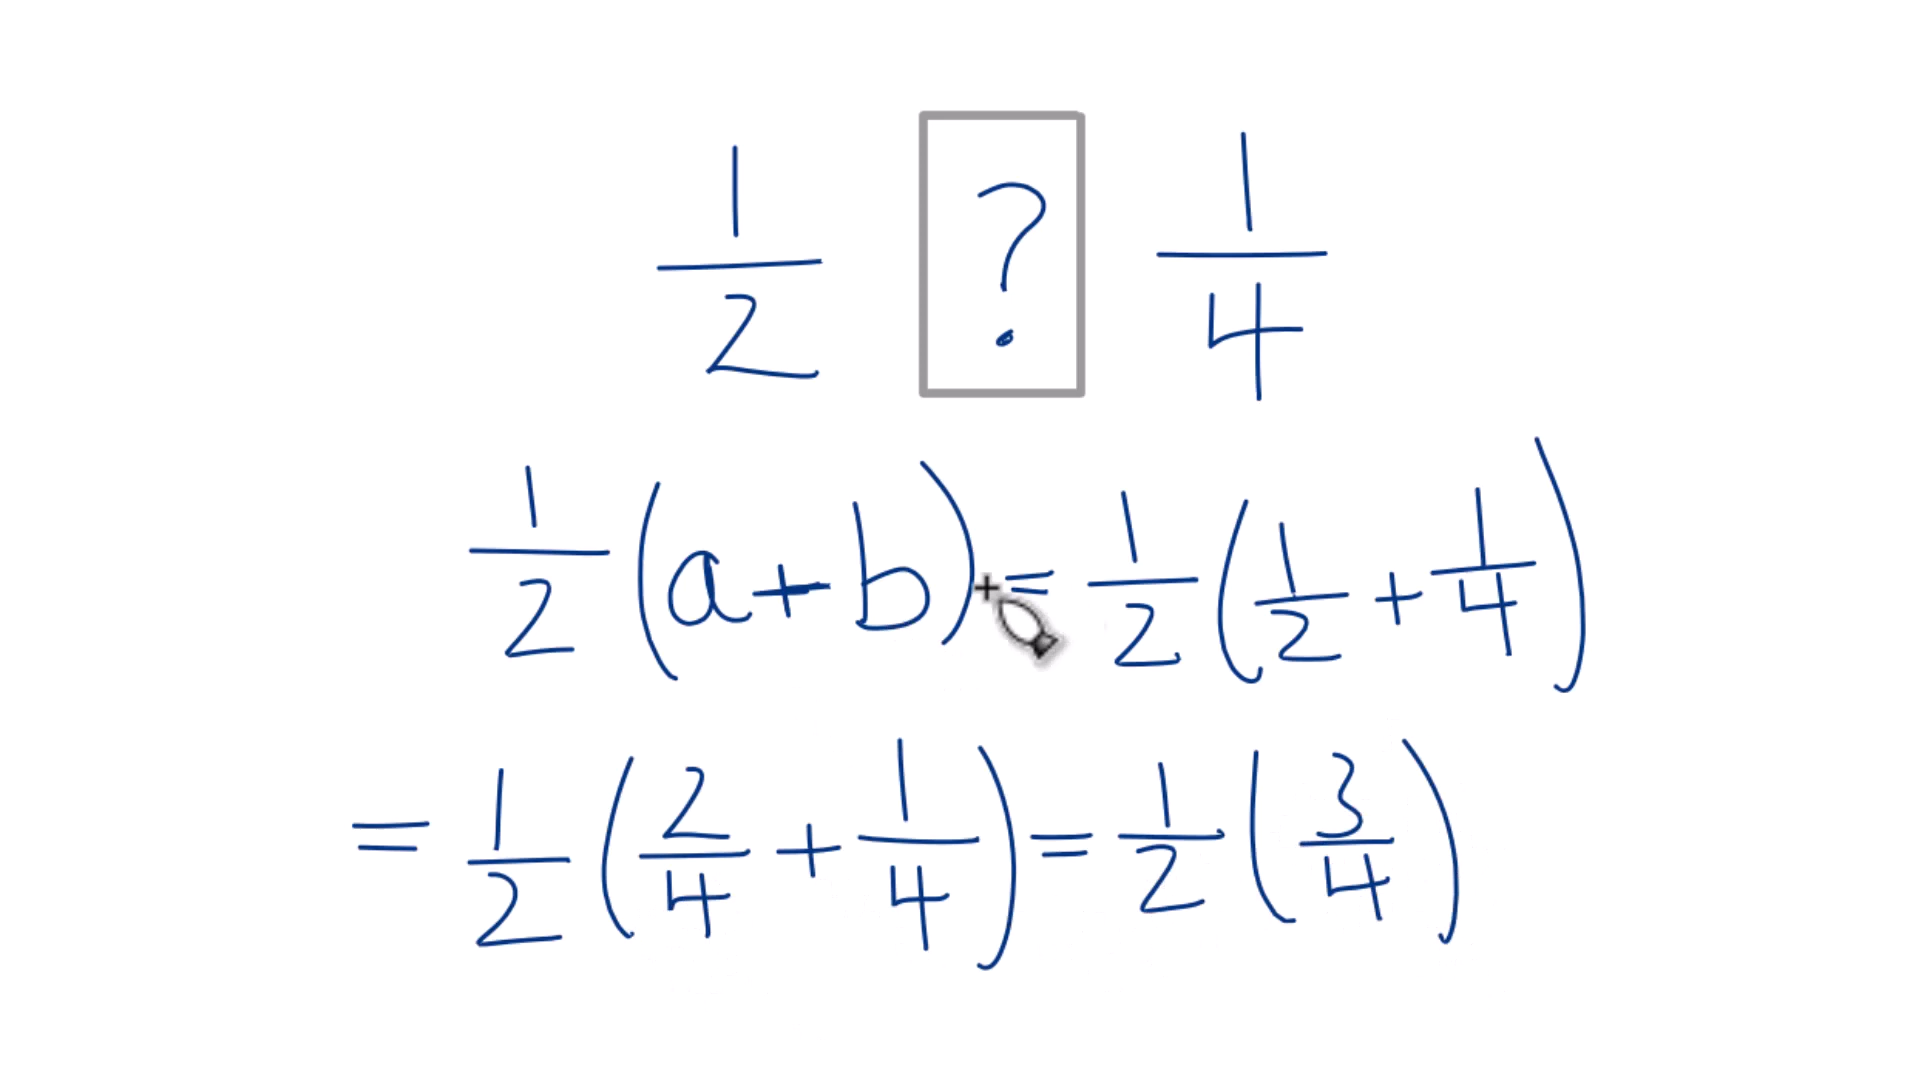 1/2 ? 1/4
1/2 (a + b) = 1/2 (1/2 + 1/4)
= 1/2 (2/4 + 1/4) = 1/2 (3/4)